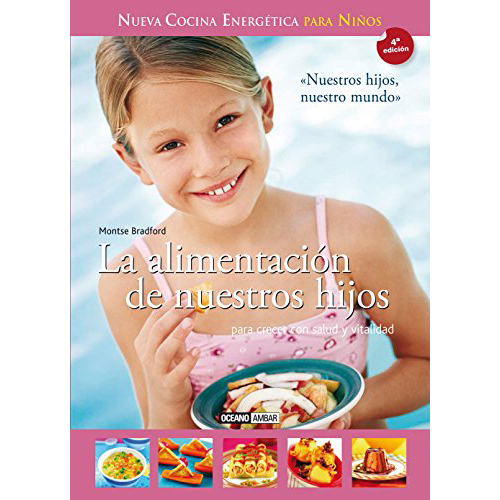 NUEVA COCINA ENERGÉTICA PARA NIÑOS
4ª
edición
«Nuestros hijos,
nuestro mundo»
Montse Bradford
La alimentación
de nuestros hijos
para crecer con salud y vitalidad
OCEANO AMBAR